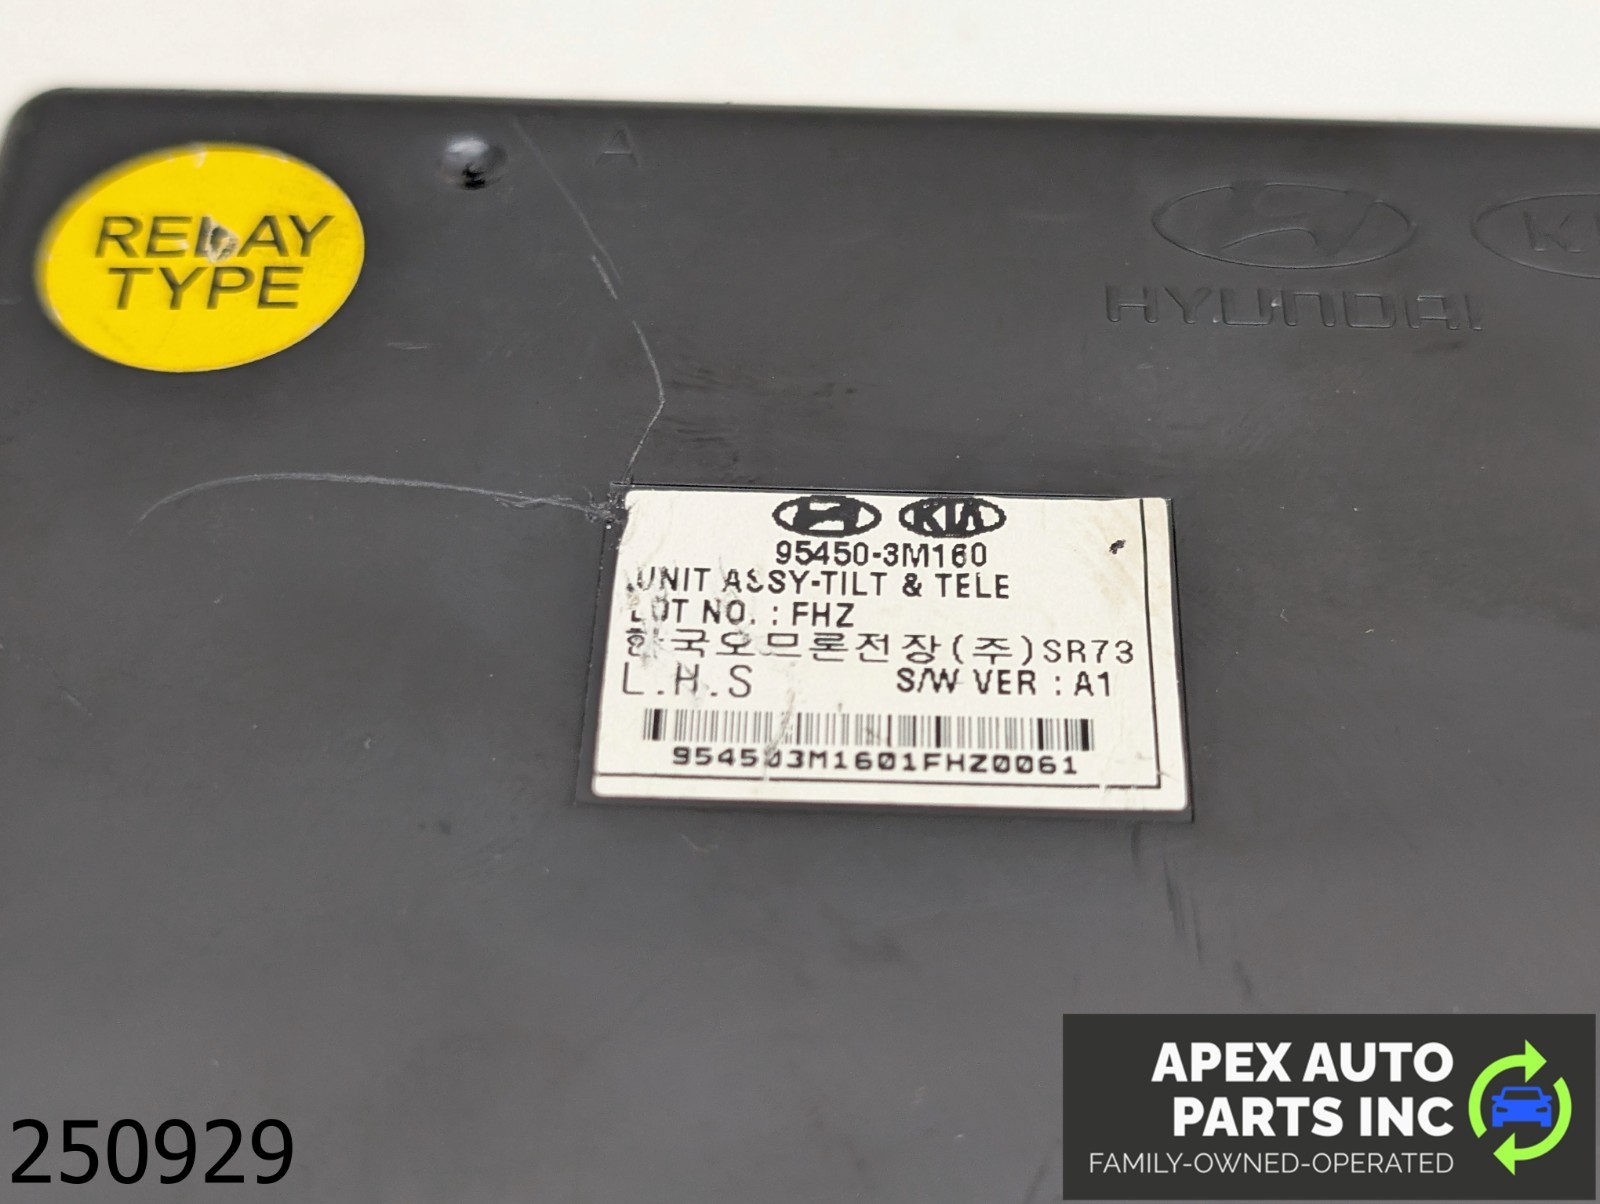 A
RELAY
TYPE
KI
HYUNDAI
KIA
95450-3M160
UNIT ASSY-TILT & TELE
LOT NO. : FHZ
한국오므론전장(주)SR73
L.H.S S/W VER : A1
954503M1601FHZ0061
APEX AUTO
PARTS INC
FAMILY-OWNED-OPERATED
250929